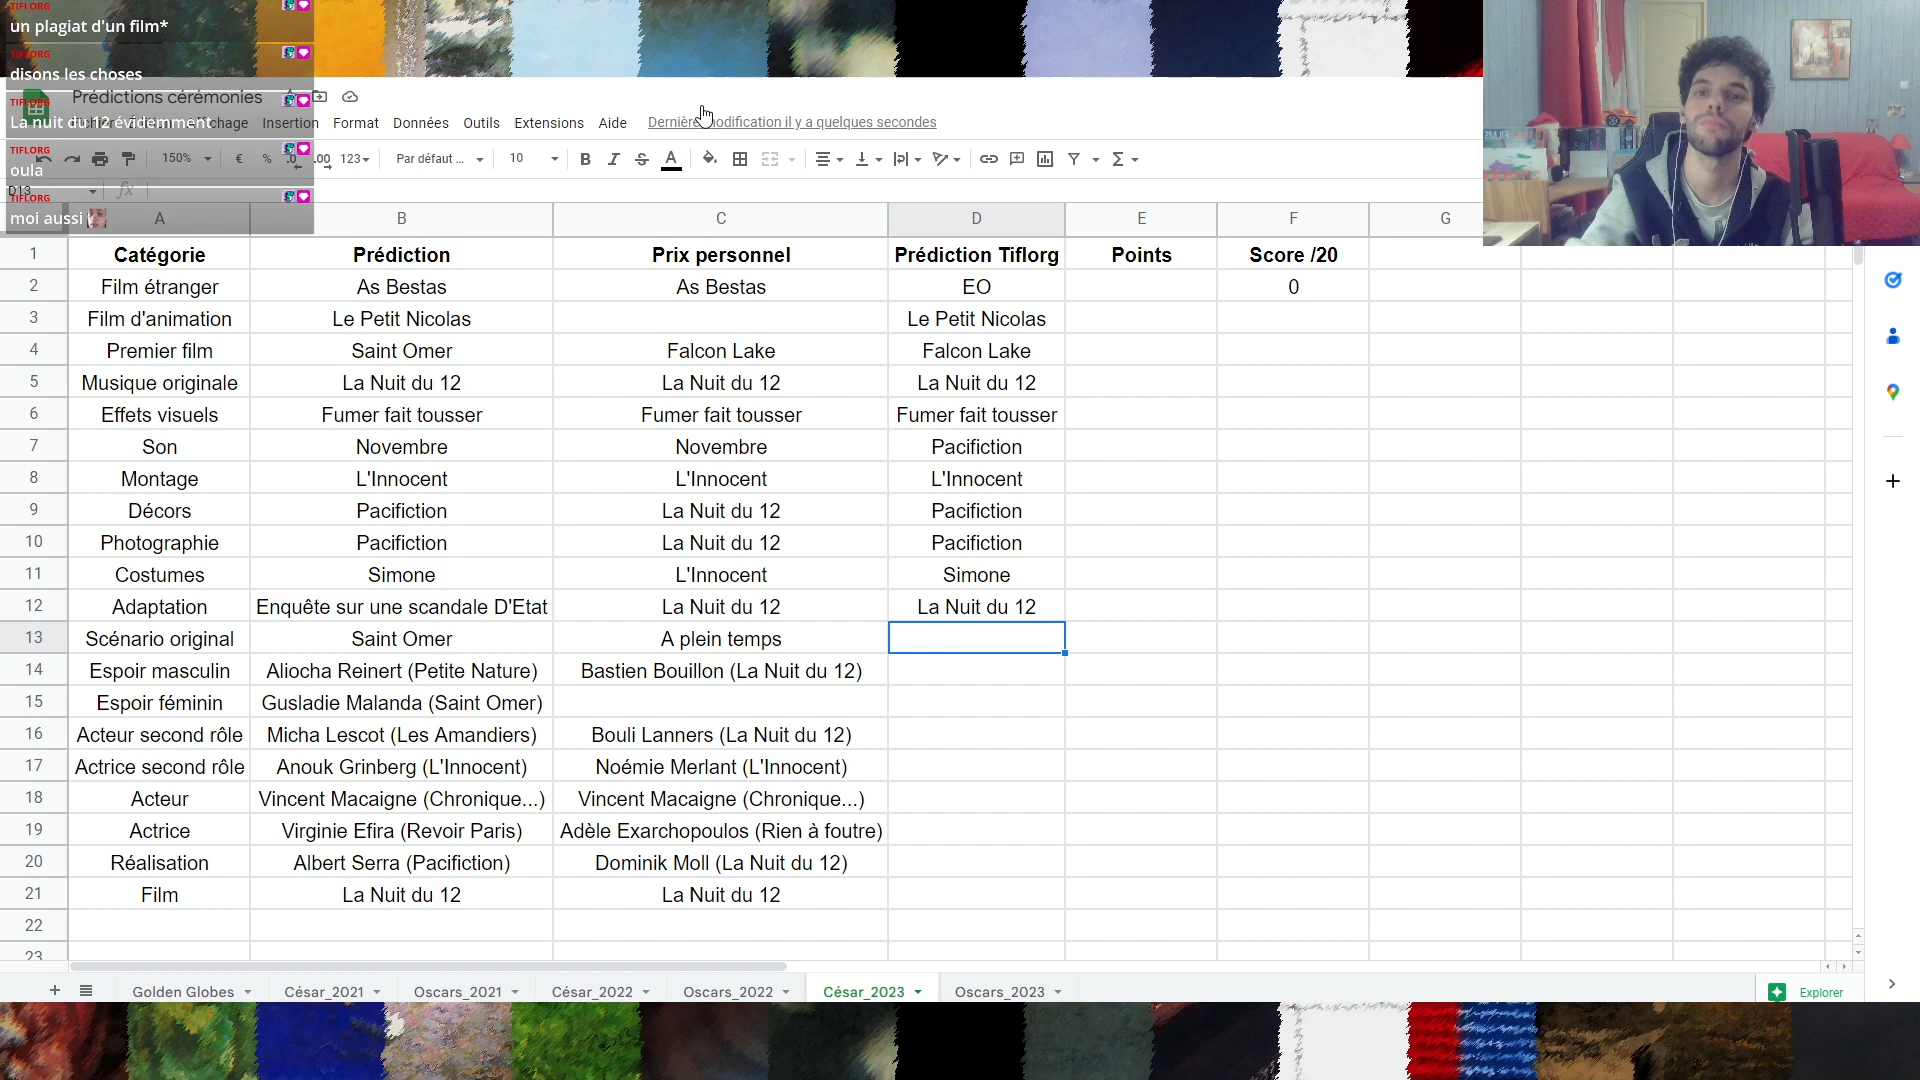 TIFLORG
un plagiat d'un film*
TIFLORG
disons les choses
TIFLORG
La nuit du 12 évidemment
TIFLORG
oula
TIFLORG
moi aussi
Prédictions cérémonies
Insertion Format Données Outils Extensions Aide
150% € % .0 .00 123 Par défaut ... 10
D13
A B C D E F G
1 Catégorie Prédiction Prix personnel Prédiction Tiflorg Points Score /20
2 Film étranger As Bestas As Bestas EO 0
3 Film d'animation Le Petit Nicolas Le Petit Nicolas
4 Premier film Saint Omer Falcon Lake Falcon Lake
5 Musique originale La Nuit du 12 La Nuit du 12 La Nuit du 12
6 Effets visuels Fumer fait tousser Fumer fait tousser Fumer fait tousser
7 Son Novembre Novembre Pacifiction
8 Montage L'Innocent L'Innocent L'Innocent
9 Décors Pacifiction La Nuit du 12 Pacifiction
10 Photographie Pacifiction La Nuit du 12 Pacifiction
11 Costumes Simone L'Innocent Simone
12 Adaptation Enquête sur une scandale D'Etat La Nuit du 12 La Nuit du 12
13 Scénario original Saint Omer A plein temps
14 Espoir masculin Aliocha Reinert (Petite Nature) Bastien Bouillon (La Nuit du 12)
15 Espoir féminin Gusladie Malanda (Saint Omer)
16 Acteur second rôle Micha Lescot (Les Amandiers) Bouli Lanners (La Nuit du 12)
17 Actrice second rôle Anouk Grinberg (L'Innocent) Noémie Merlant (L'Innocent)
18 Acteur Vincent Macaigne (Chronique...) Vincent Macaigne (Chronique...)
19 Actrice Virginie Efira (Revoir Paris) Adèle Exarchopoulos (Rien à foutre)
20 Réalisation Albert Serra (Pacifiction) Dominik Moll (La Nuit du 12)
21 Film La Nuit du 12 La Nuit du 12
22
23
Golden Globes César_2021 Oscars_2021 César_2022 Oscars_2022 César_2023 Oscars_2023 Explorer